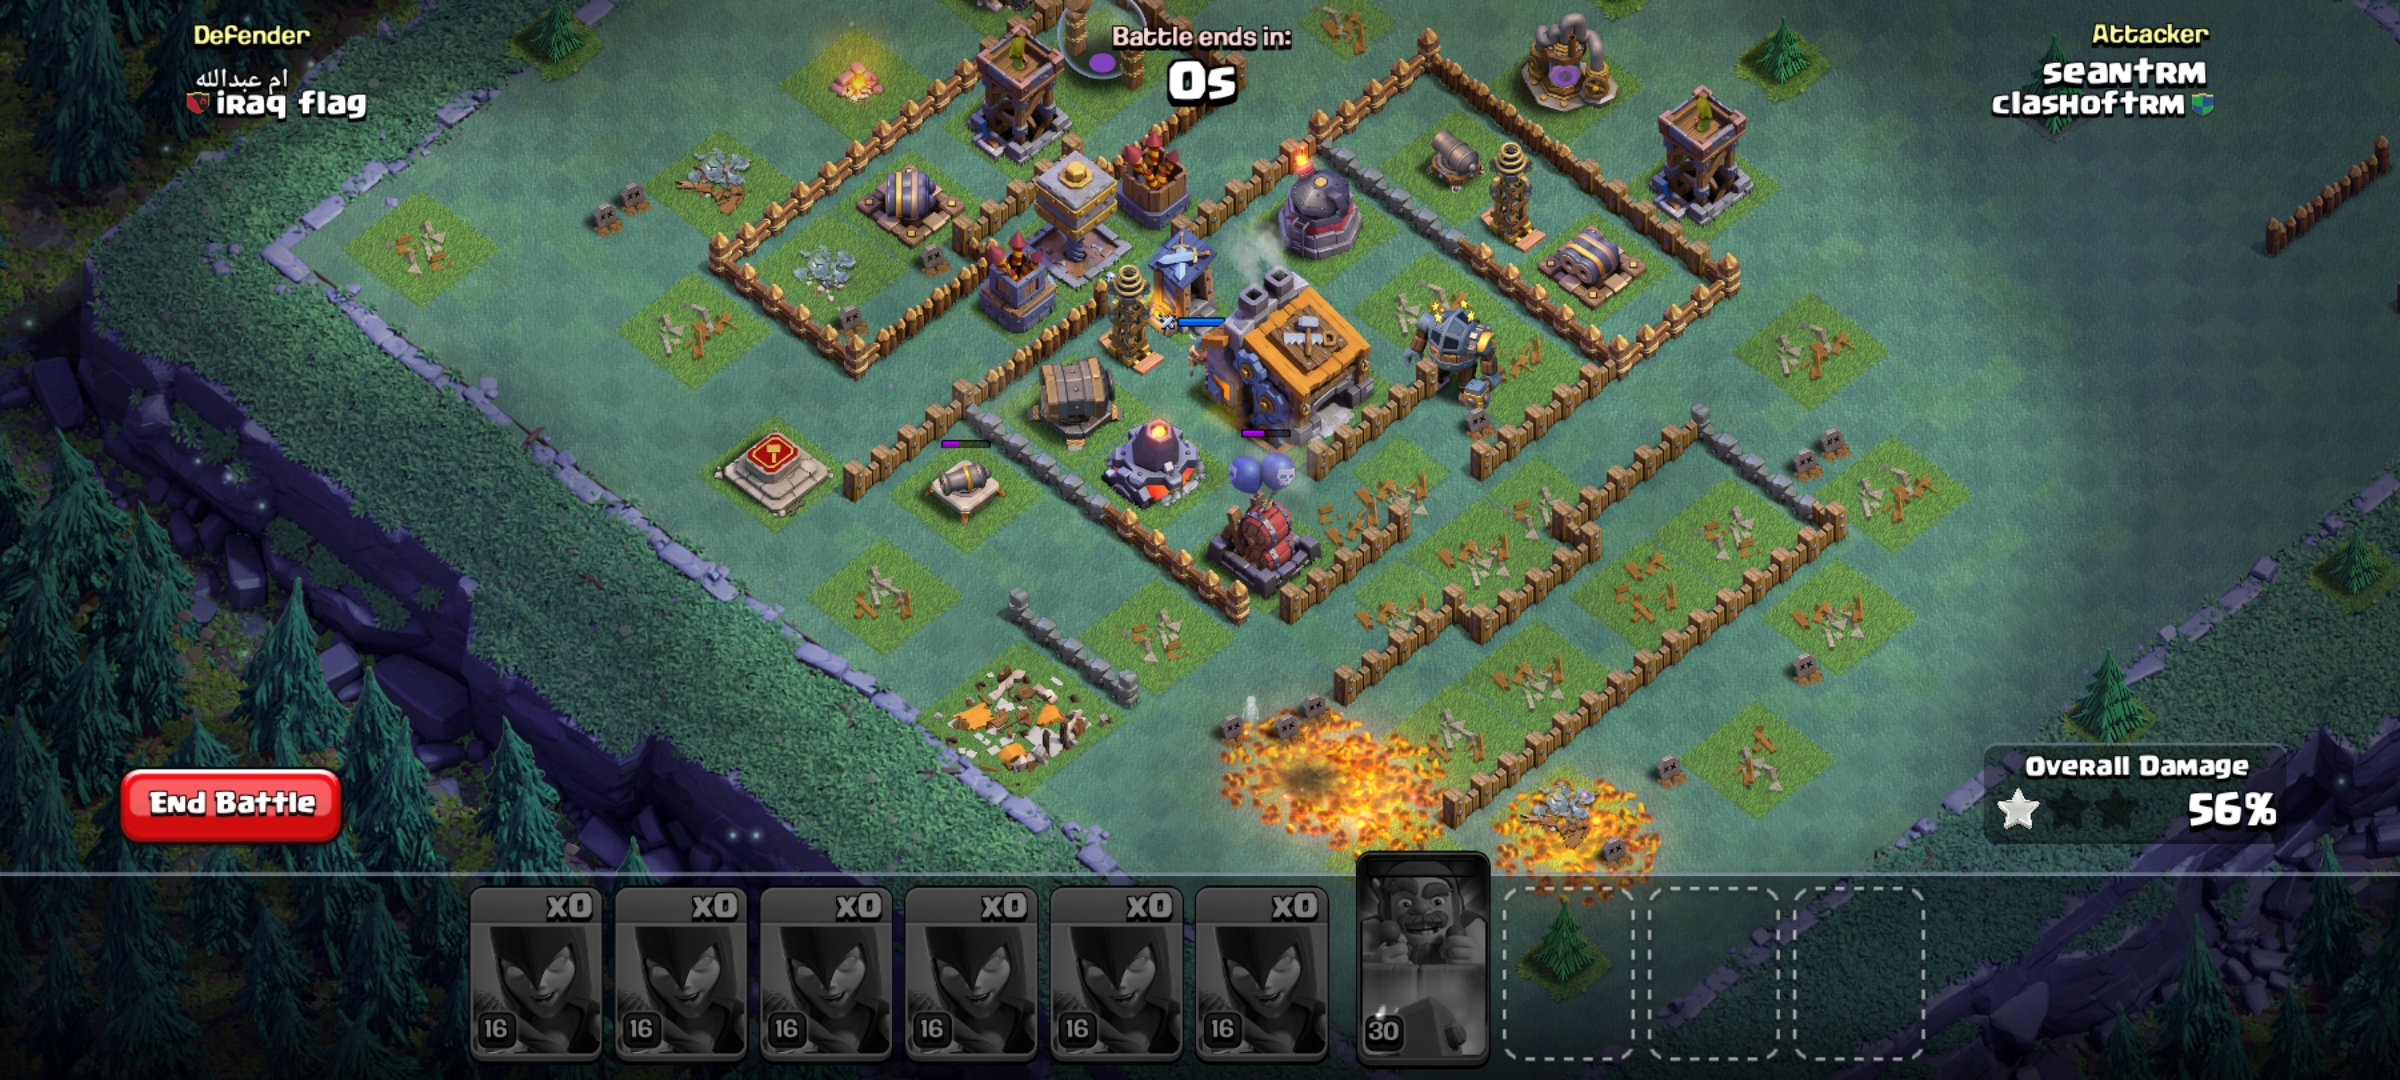 Defender
ام عبدالله
iraq flag
Battle ends in:
0s
Attacker
seantrm
clashoftrm
End Battle
Overall Damage
56%
x0
x0
x0
x0
x0
x0
16
16
16
16
16
16
30